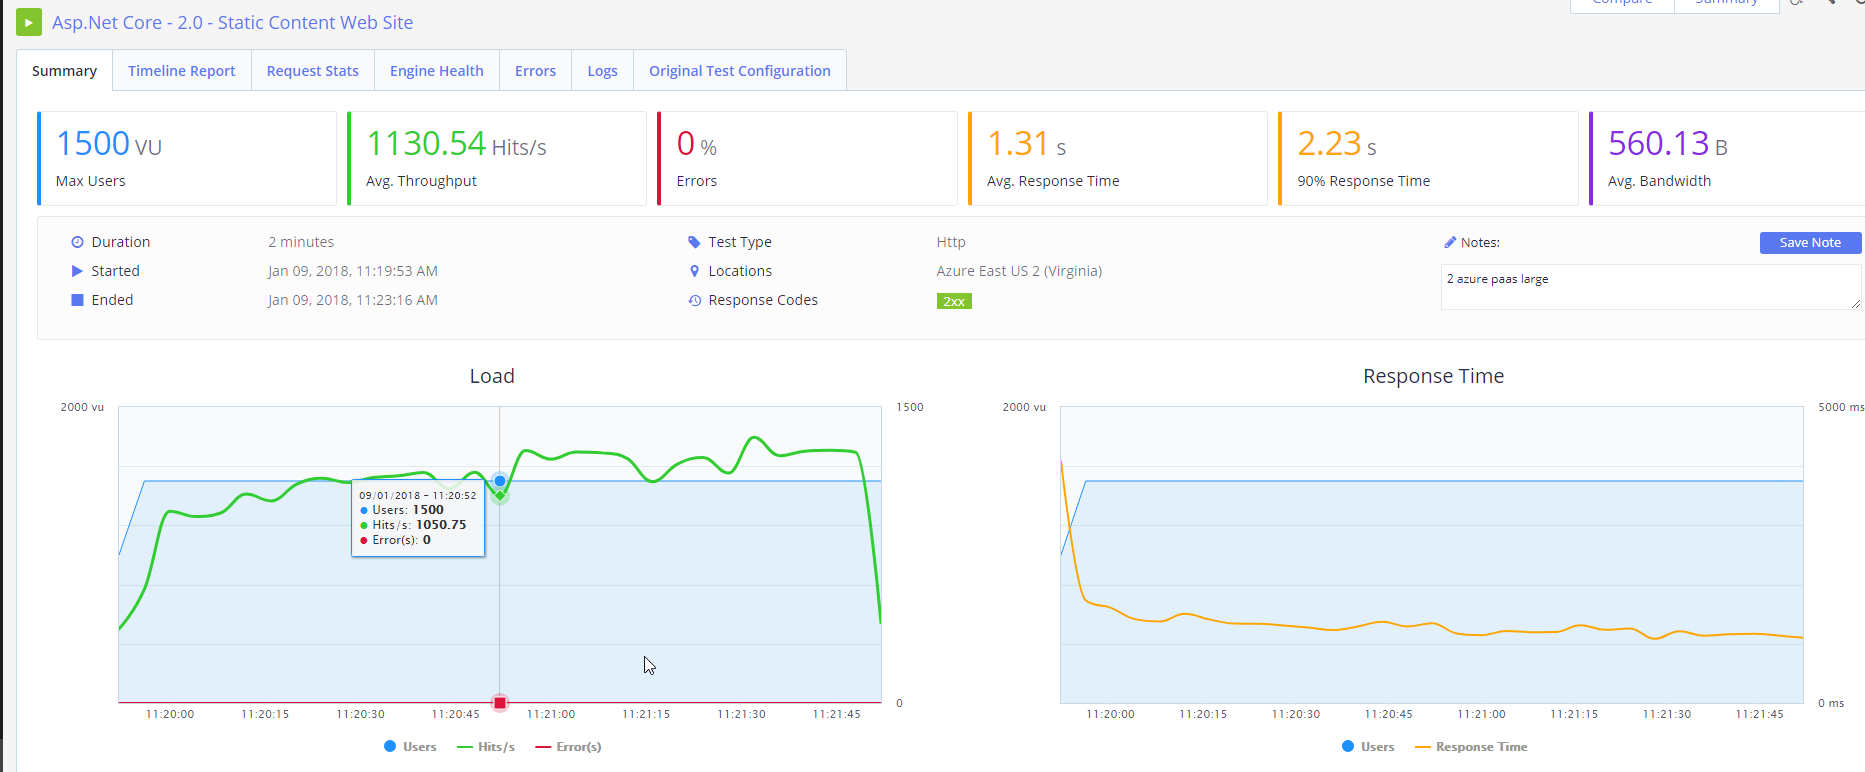 Compare Summary
Asp.Net Core - 2.0 - Static Content Web Site
Summary Timeline Report Request Stats Engine Health Errors Logs Original Test Configuration
1500 VU
Max Users
1130.54 Hits/s
Avg. Throughput
0 %
Errors
1.31 s
Avg. Response Time
2.23 s
90% Response Time
560.13 B
Avg. Bandwidth
Duration 2 minutes
Started Jan 09, 2018, 11:19:53 AM
Ended Jan 09, 2018, 11:23:16 AM
Test Type Http
Locations Azure East US 2 (Virginia)
Response Codes 2xx
Notes: Save Note
2 azure paas large
Load
2000 vu 1500
09/01/2018 - 11:20:52
Users: 1500
Hits/s: 1050.75
Error(s): 0
0
11:20:00 11:20:15 11:20:30 11:20:45 11:21:00 11:21:15 11:21:30 11:21:45
Users Hits/s Error(s)
Response Time
2000 vu 5000 ms
0 ms
11:20:00 11:20:15 11:20:30 11:20:45 11:21:00 11:21:15 11:21:30 11:21:45
Users Response Time